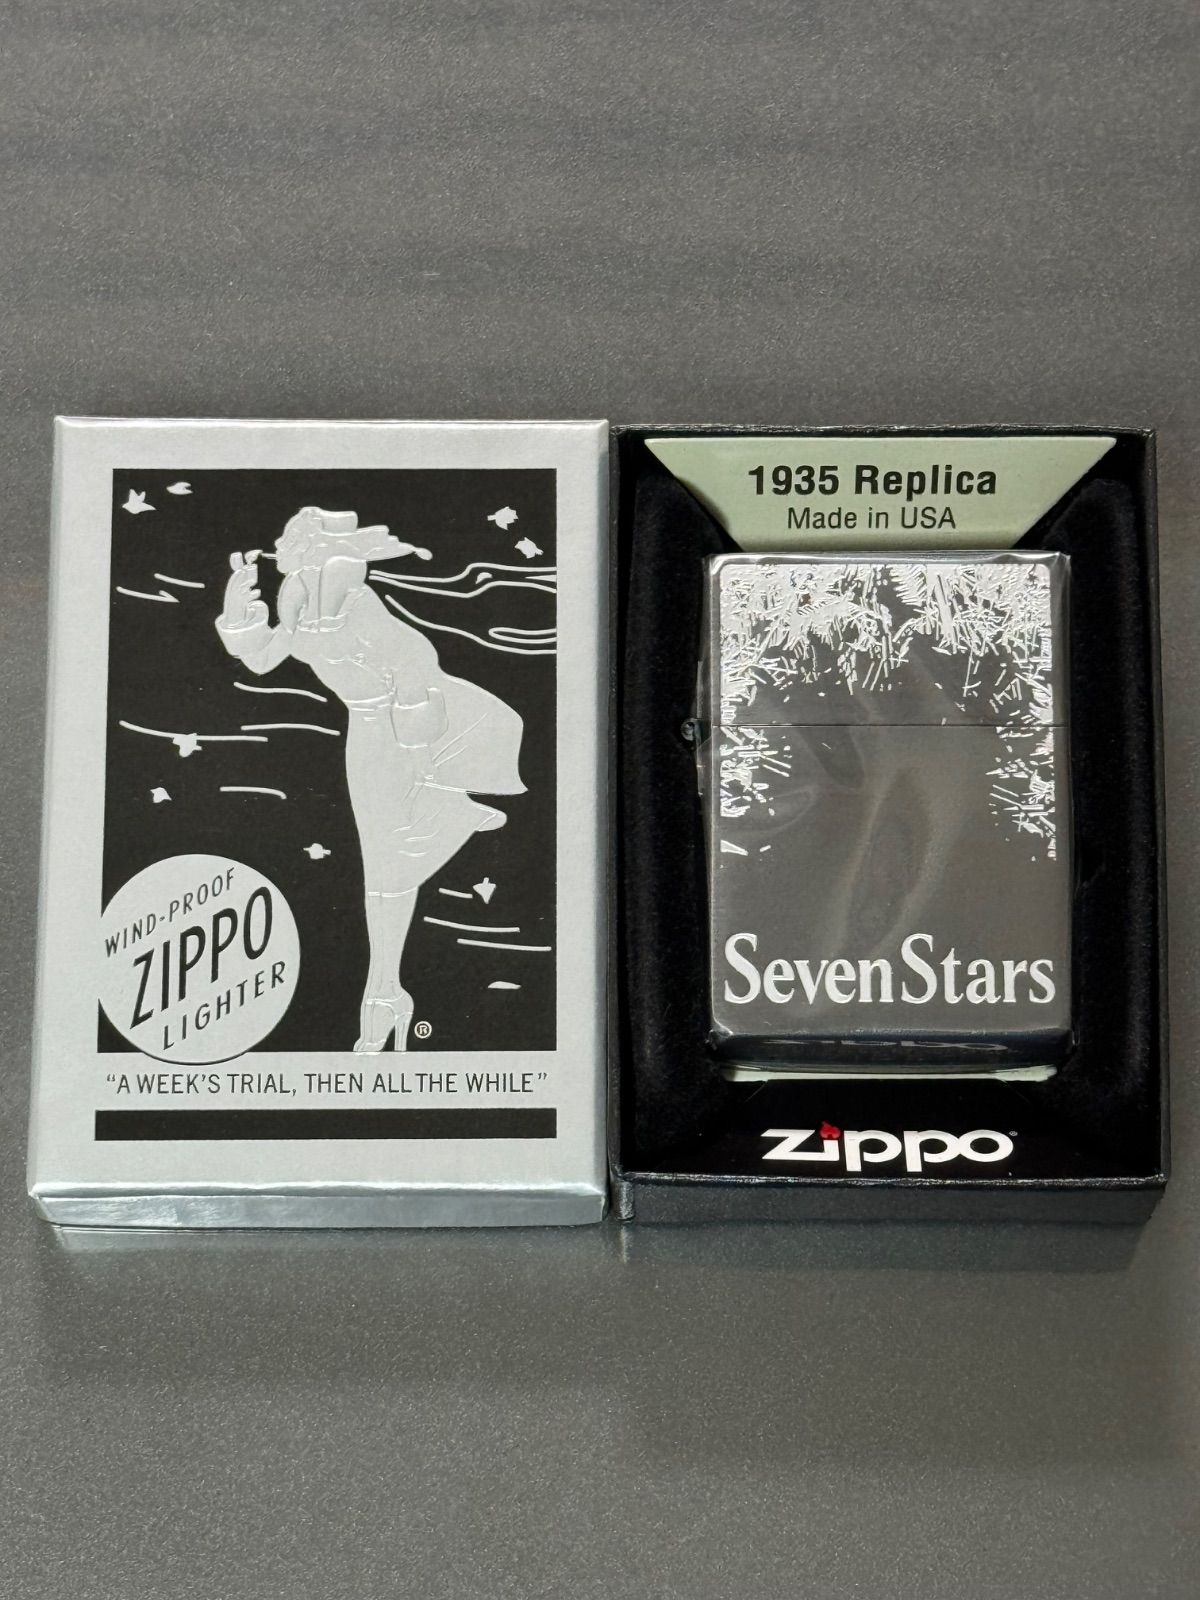 WIND-PROOF
ZIPPO
LIGHTER
®
"A WEEK'S TRIAL, THEN ALL THE WHILE"
1935 Replica
Made in USA
SevenStars
zippo